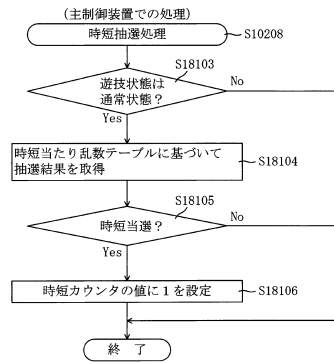 (主制御装置での処理)
時短抽選処理
S10208
S18103
遊技状態は
通常状態？
No
Yes
時短当たり乱数テーブルに基づいて
抽選結果を取得
S18104
S18105
時短当選？
No
Yes
時短カウンタの値に１を設定
S18106
終 了